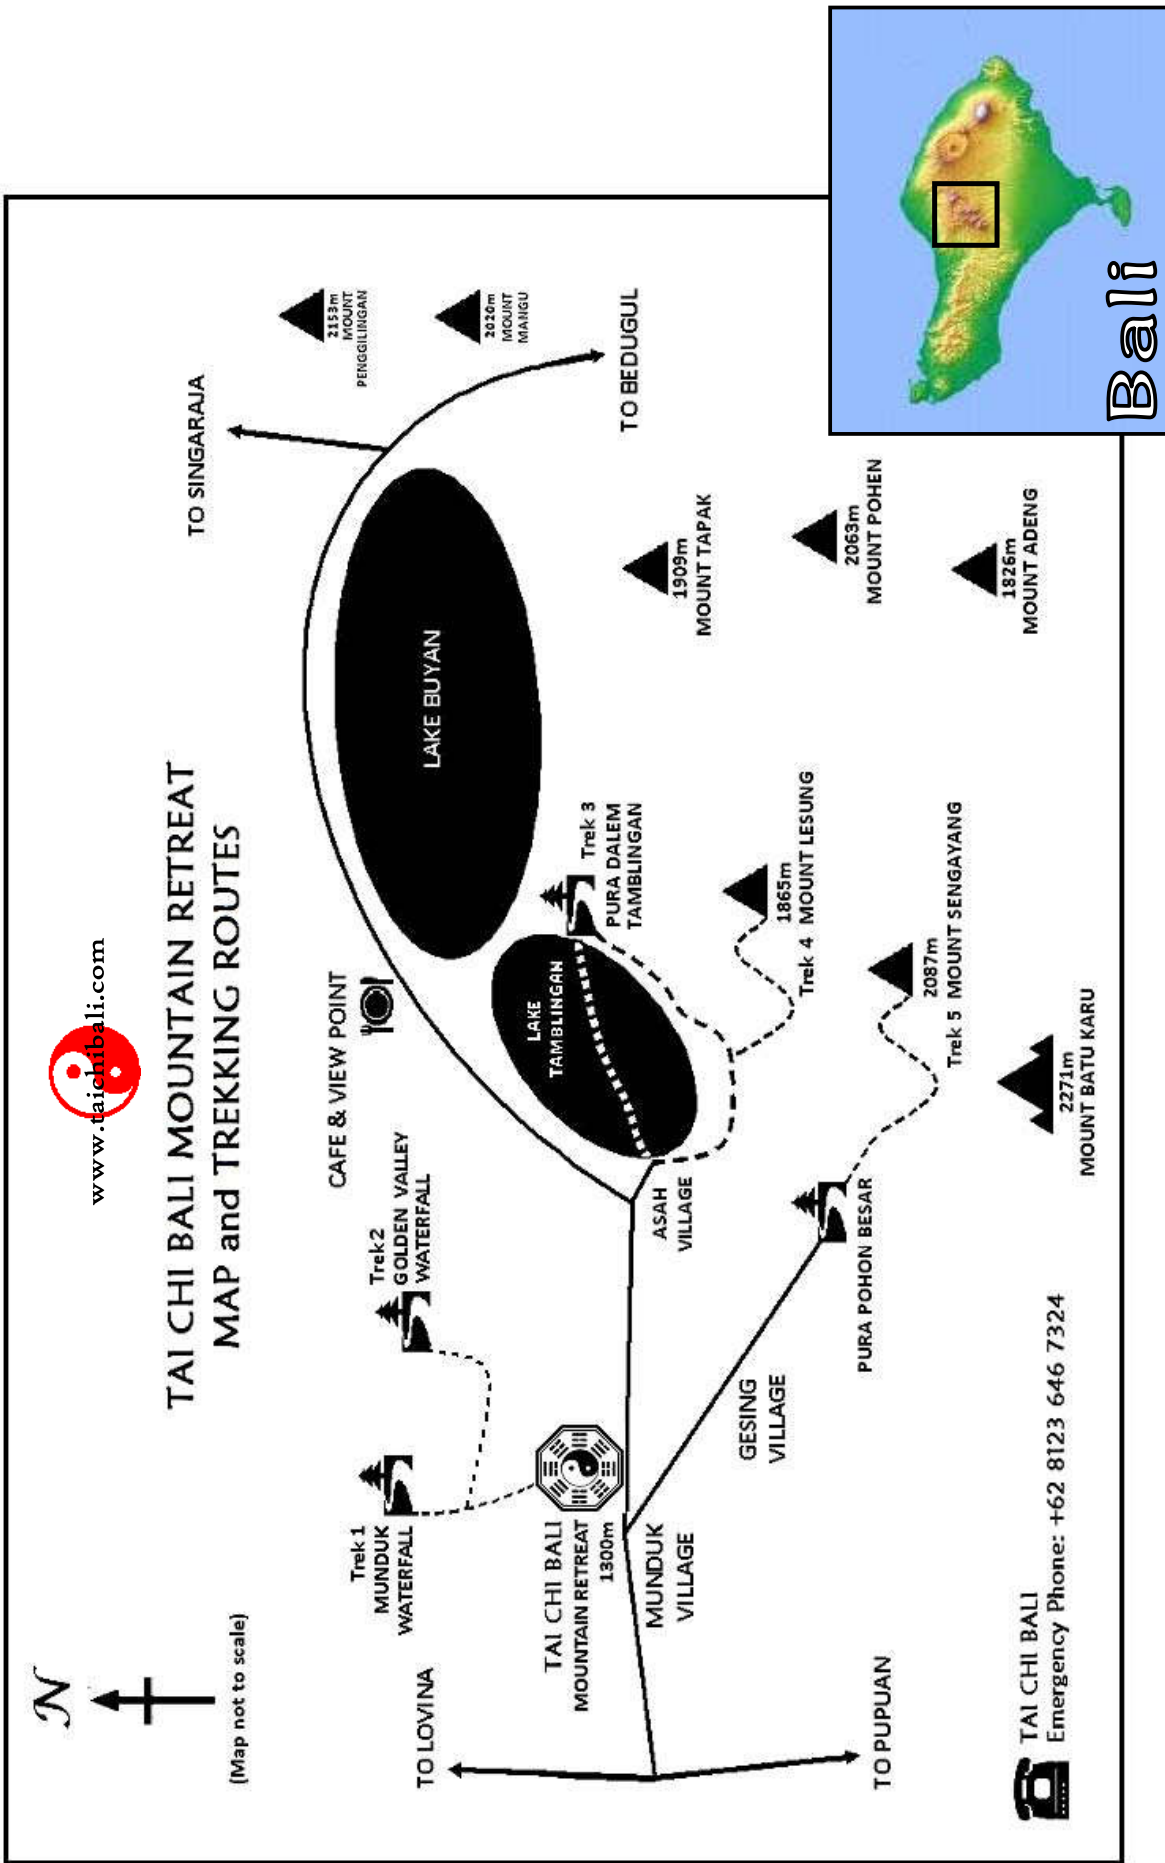 www.taichibali.com
TAI CHI BALI MOUNTAIN RETREAT
MAP and TREKKING ROUTES
N
(Map not to scale)
TO LOVINA
TO PUPUAN
Trek 1
MUNDUK
WATERFALL
Trek 2
GOLDEN VALLEY
WATERFALL
CAFE & VIEW POINT
TO SINGARAJA
2153m
MOUNT
PENGGILINGAN
2020m
MOUNT
MANGU
TO BEDUGUL
LAKE BUYAN
LAKE
TAMBLINGAN
Trek 3
PURA DALEM
TAMBLINGAN
TAI CHI BALI
MOUNTAIN RETREAT
1300m
MUNDUK
VILLAGE
ASAH
VILLAGE
GESING
VILLAGE
PURA POHON BESAR
1865m
Trek 4 MOUNT LESUNG
2087m
Trek 5 MOUNT SENGAYANG
1909m
MOUNT TAPAK
2063m
MOUNT POHEN
1826m
MOUNT ADENG
2271m
MOUNT BATU KARU
TAI CHI BALI
Emergency Phone: +62 8123 646 7324
Bali